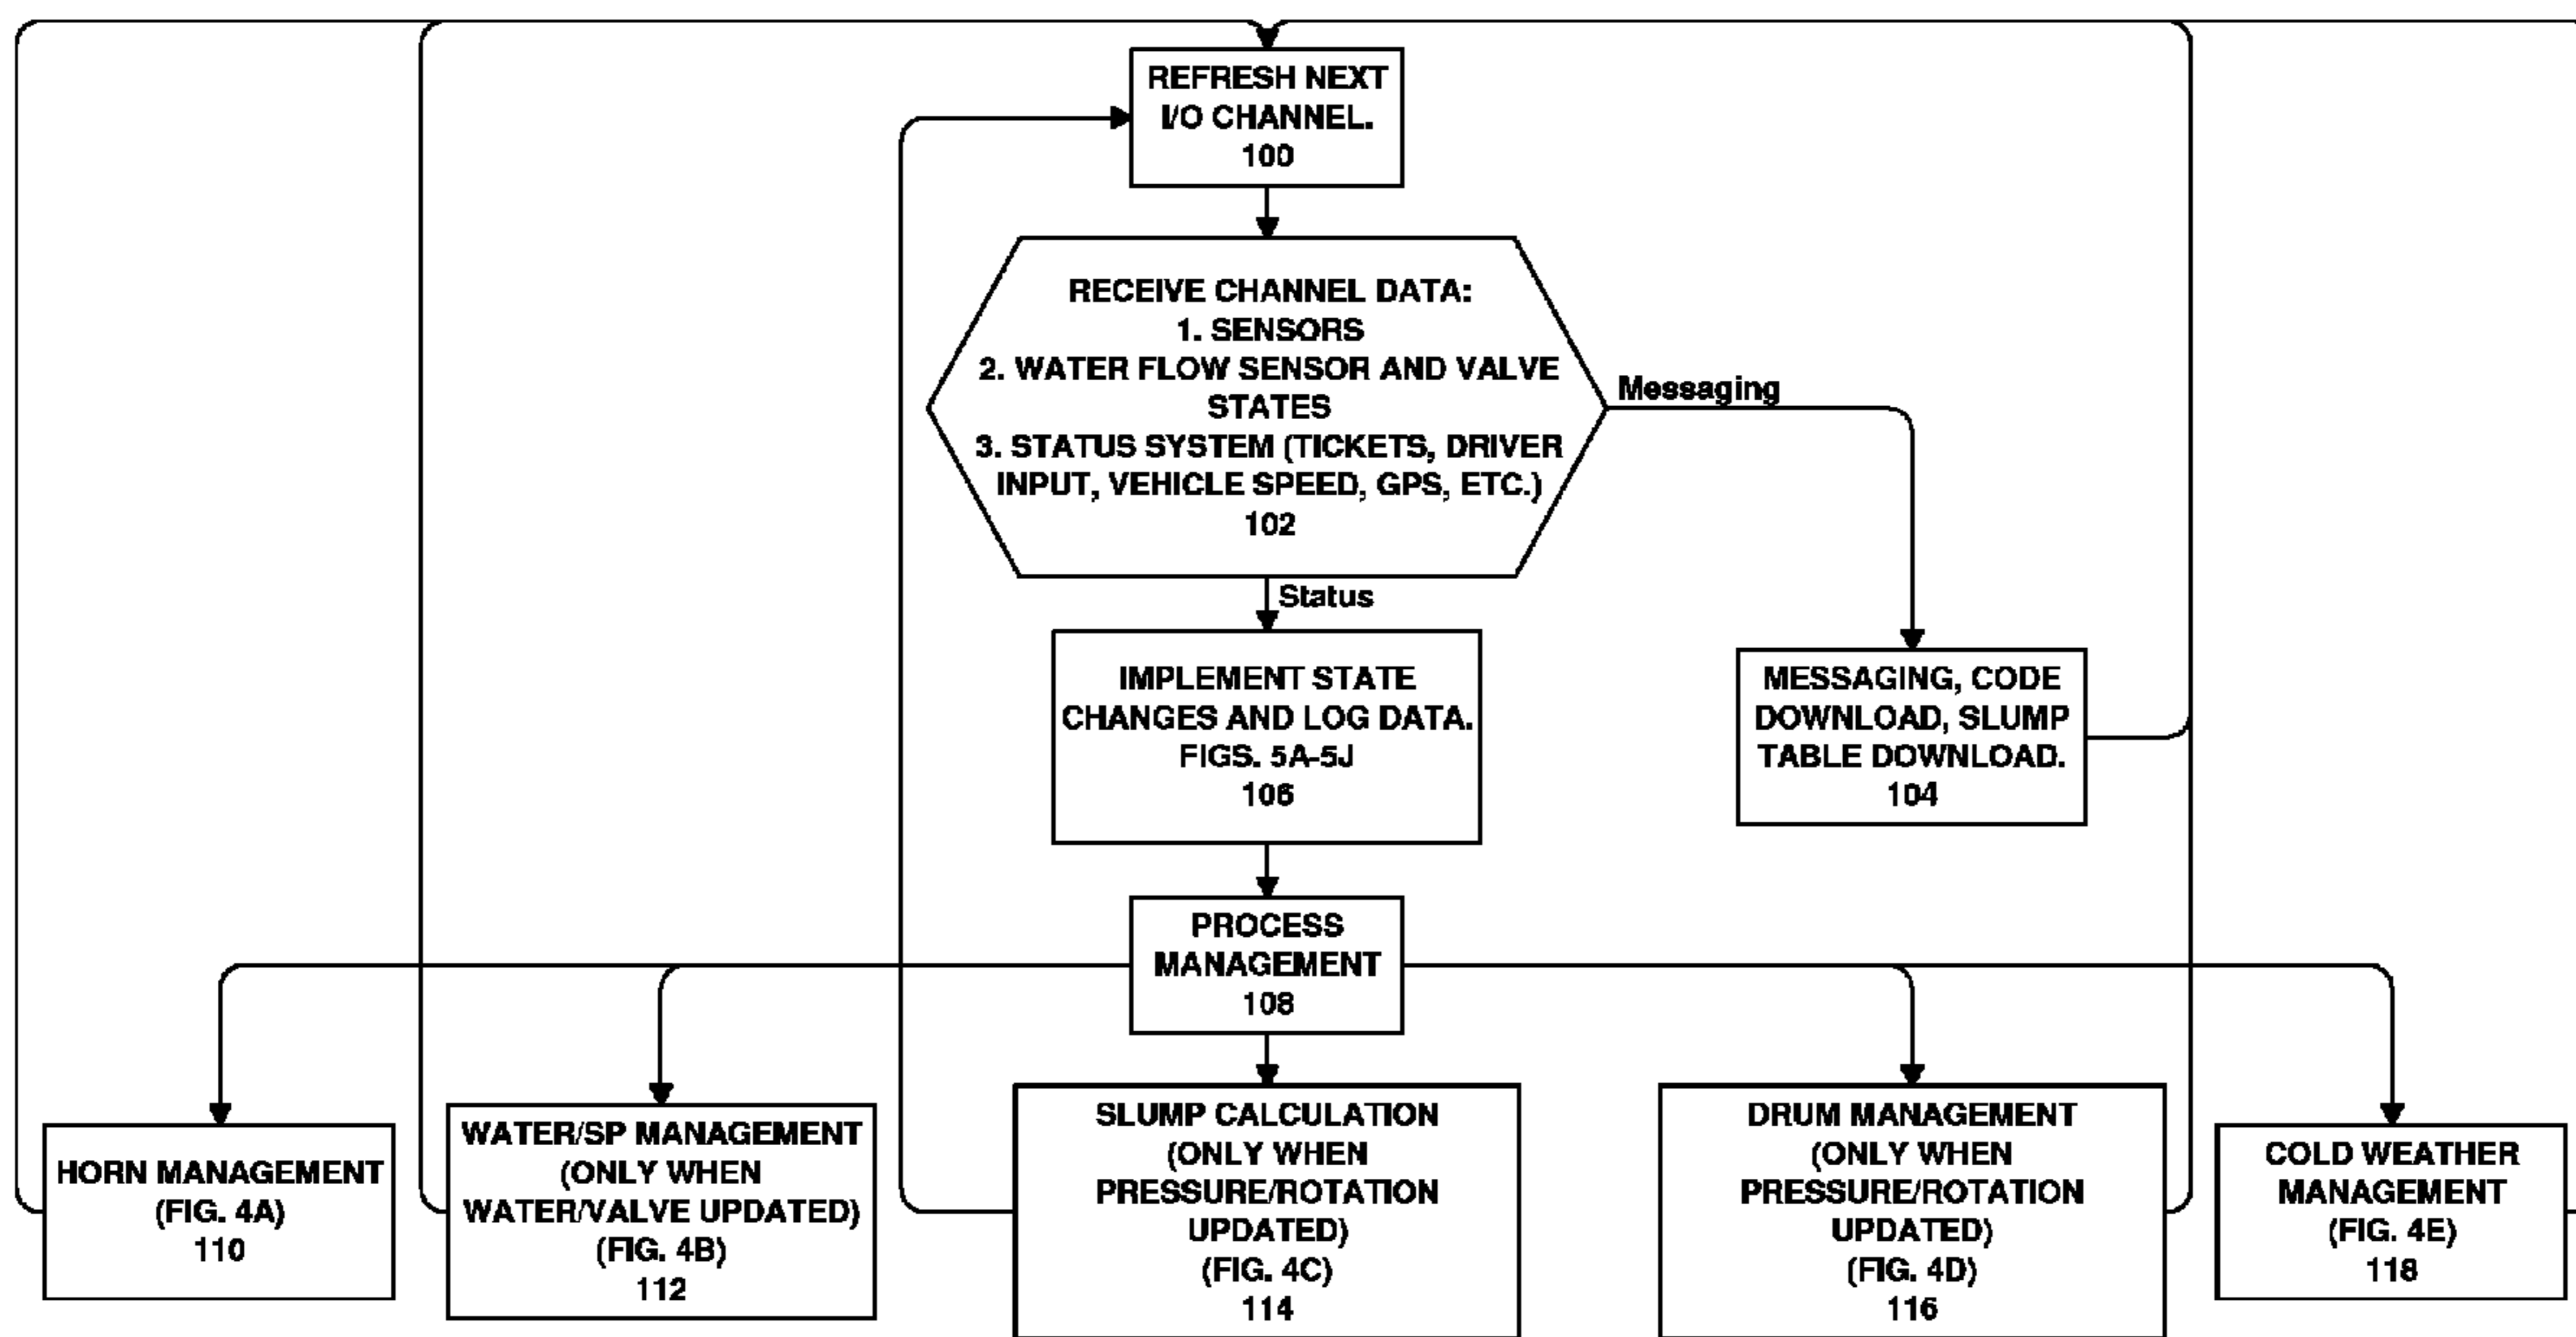 REFRESH NEXT
I/O CHANNEL.
100
RECEIVE CHANNEL DATA:
1. SENSORS
2. WATER FLOW SENSOR AND VALVE
STATES
3. STATUS SYSTEM (TICKETS, DRIVER
INPUT, VEHICLE SPEED, GPS, ETC.)
102
Messaging
Status
IMPLEMENT STATE
CHANGES AND LOG DATA.
FIGS. 5A-5J
106
MESSAGING, CODE
DOWNLOAD, SLUMP
TABLE DOWNLOAD.
104
PROCESS
MANAGEMENT
108
HORN MANAGEMENT
(FIG. 4A)
110
WATER/SP MANAGEMENT
(ONLY WHEN
WATER/VALVE UPDATED)
(FIG. 4B)
112
SLUMP CALCULATION
(ONLY WHEN
PRESSURE/ROTATION
UPDATED)
(FIG. 4C)
114
DRUM MANAGEMENT
(ONLY WHEN
PRESSURE/ROTATION
UPDATED)
(FIG. 4D)
116
COLD WEATHER
MANAGEMENT
(FIG. 4E)
118